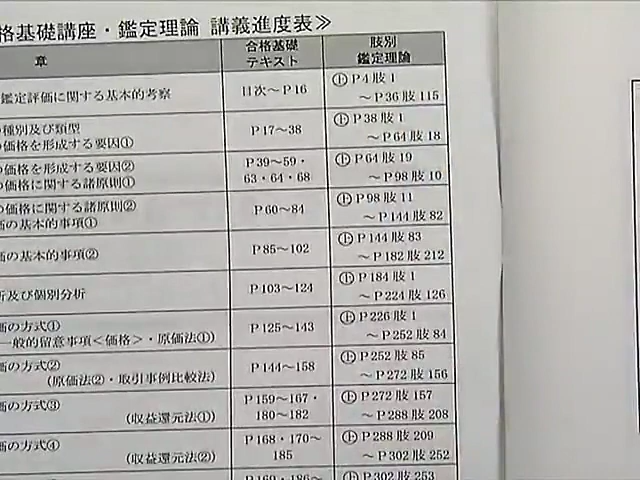 格基礎講座・鑑定理論 講義進度表≫
章
合格基礎
テキスト
肢別
鑑定理論
鑑定評価に関する基本的考察
目次～P16
㊤P4肢1
～P36肢115
種別及び類型
の価格を形成する要因①
P17～38
㊤P38肢1
～P64肢18
の価格を形成する要因②
の価格に関する諸原則①
P39～59・
63・64・68
㊤P64肢19
～P98肢10
の価格に関する諸原則②
価の基本的事項①
P60～84
㊤P98肢11
～P144肢82
価の基本的事項②
P85～102
㊤P144肢83
～P182肢212
析及び個別分析
P103～124
㊤P184肢1
～P224肢126
価の方式①
一般的留意事項<価格>・原価法①)
P125～143
㊤P226肢1
～P252肢84
価の方式②
(原価法②・取引事例比較法)
P144～158
㊤P252肢85
～P272肢156
価の方式③
(収益還元法①)
P159～167・
180～182
㊤P272肢157
～P288肢208
価の方式④
(収益還元法②)
P168・170～
185
㊤P288肢209
～P302肢252
P169・186～
㊤P302肢253